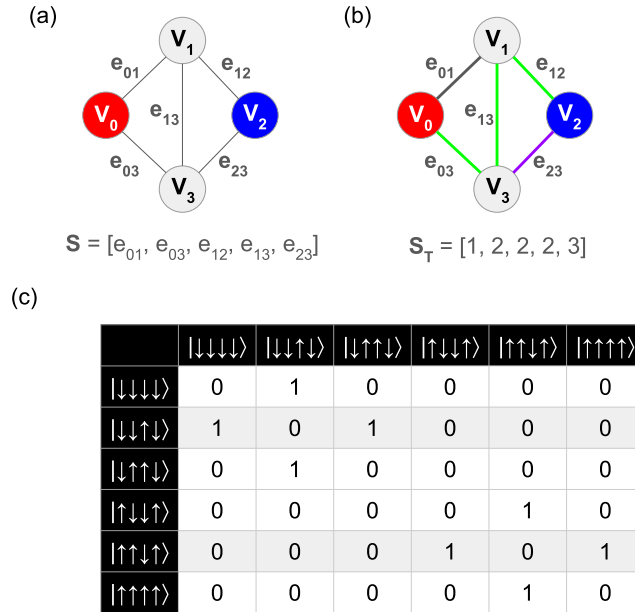 (a)
(b)
V₁
V₁
e₀₁
e₁₂
e₀₁
e₁₂
V₀
e₁₃
V₂
V₀
e₁₃
V₂
e₀₃
e₂₃
e₀₃
e₂₃
V₃
V₃
S = [e₀₁, e₀₃, e₁₂, e₁₃, e₂₃]
S_T = [1, 2, 2, 2, 3]
(c)
|↓↓↓↓⟩ |↓↓↑↓⟩ |↓↑↑↓⟩ |↑↓↓↑⟩ |↑↑↓↑⟩ |↑↑↑↑⟩
|↓↓↓↓⟩ 0 1 0 0 0 0
|↓↓↑↓⟩ 1 0 1 0 0 0
|↓↑↑↓⟩ 0 1 0 0 0 0
|↑↓↓↑⟩ 0 0 0 0 1 0
|↑↑↓↑⟩ 0 0 0 1 0 1
|↑↑↑↑⟩ 0 0 0 0 1 0